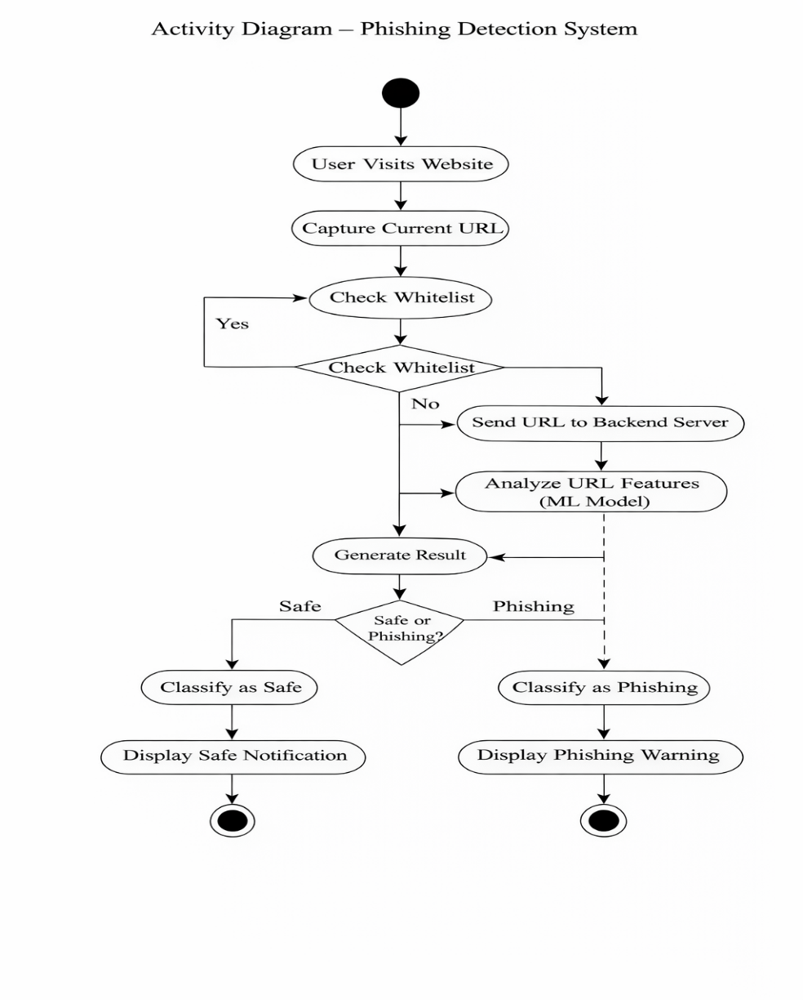 Activity Diagram – Phishing Detection System
User Visits Website
Capture Current URL
Check Whitelist
Yes
Check Whitelist
No
Send URL to Backend Server
Analyze URL Features
(ML Model)
Generate Result
Safe
Phishing
Safe or
Phishing?
Classify as Safe
Classify as Phishing
Display Safe Notification
Display Phishing Warning